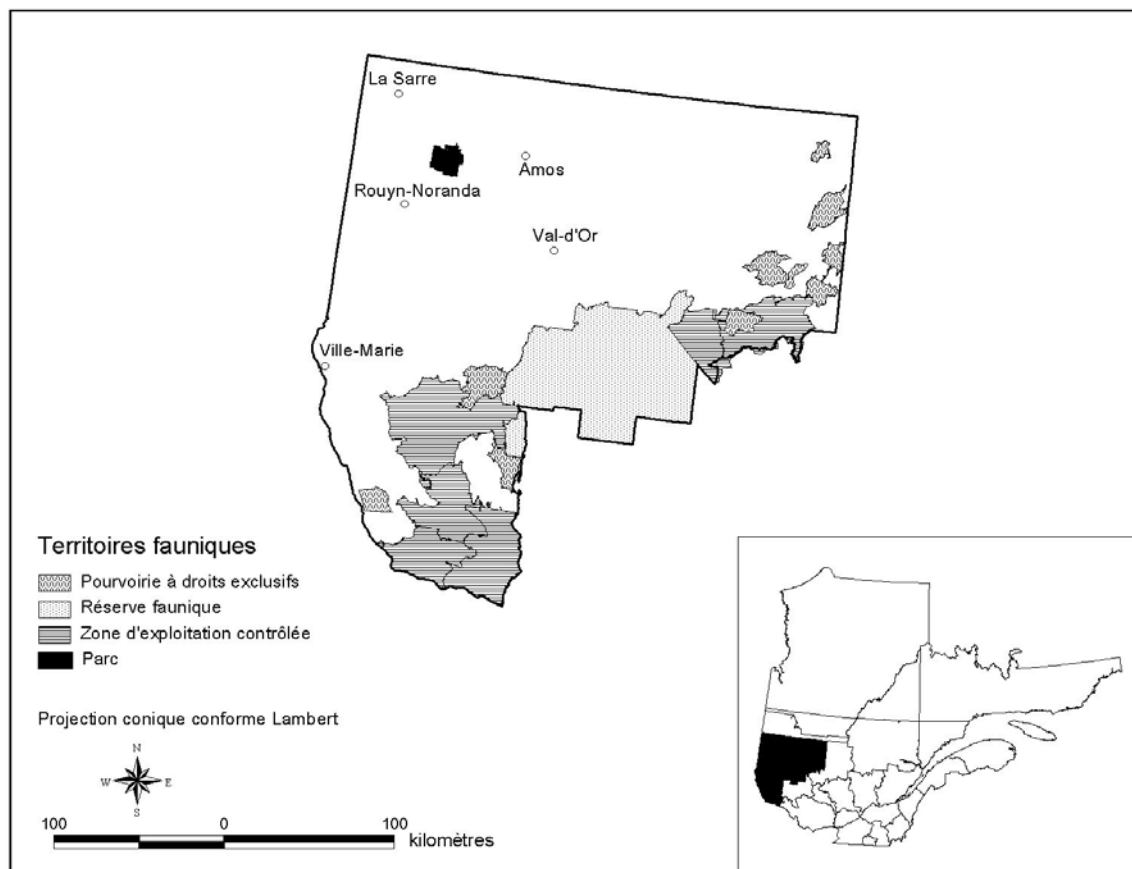 La Sarre
Amos
Rouyn-Noranda
Val-d'Or
Ville-Marie
Territoires fauniques
Pourvoirie à droits exclusifs
Réserve faunique
Zone d'exploitation contrôlée
Parc
Projection conique conforme Lambert
N
W E
S
100 0 100
kilomètres